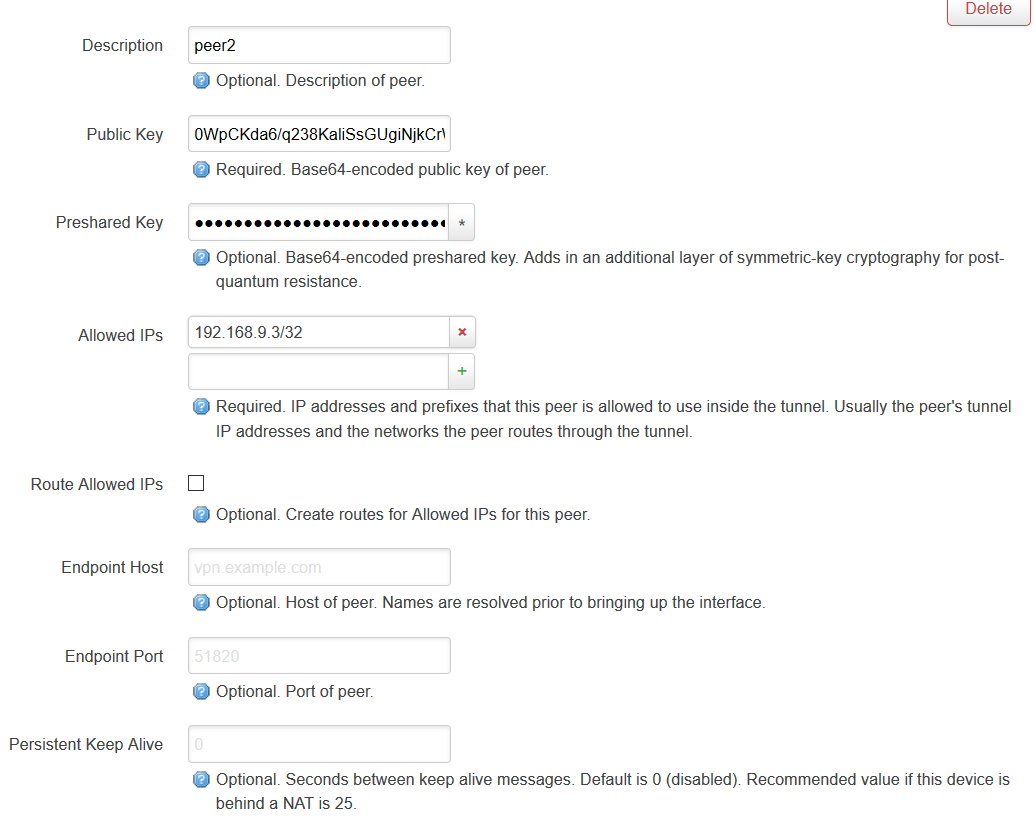 Delete
Description
peer2
Optional. Description of peer.
Public Key
0WpCKda6/q238KaliSsGUgiNjkCr
Required. Base64-encoded public key of peer.
Preshared Key
●●●●●●●●●●●●●●●●●●●●●●●●●● *
Optional. Base64-encoded preshared key. Adds in an additional layer of symmetric-key cryptography for post-
quantum resistance.
Allowed IPs
192.168.9.3/32
Required. IP addresses and prefixes that this peer is allowed to use inside the tunnel. Usually the peer's tunnel
IP addresses and the networks the peer routes through the tunnel.
Route Allowed IPs
Optional. Create routes for Allowed IPs for this peer.
Endpoint Host
vpn.example.com
Optional. Host of peer. Names are resolved prior to bringing up the interface.
Endpoint Port
51820
Optional. Port of peer.
Persistent Keep Alive
0
Optional. Seconds between keep alive messages. Default is 0 (disabled). Recommended value if this device is
behind a NAT is 25.